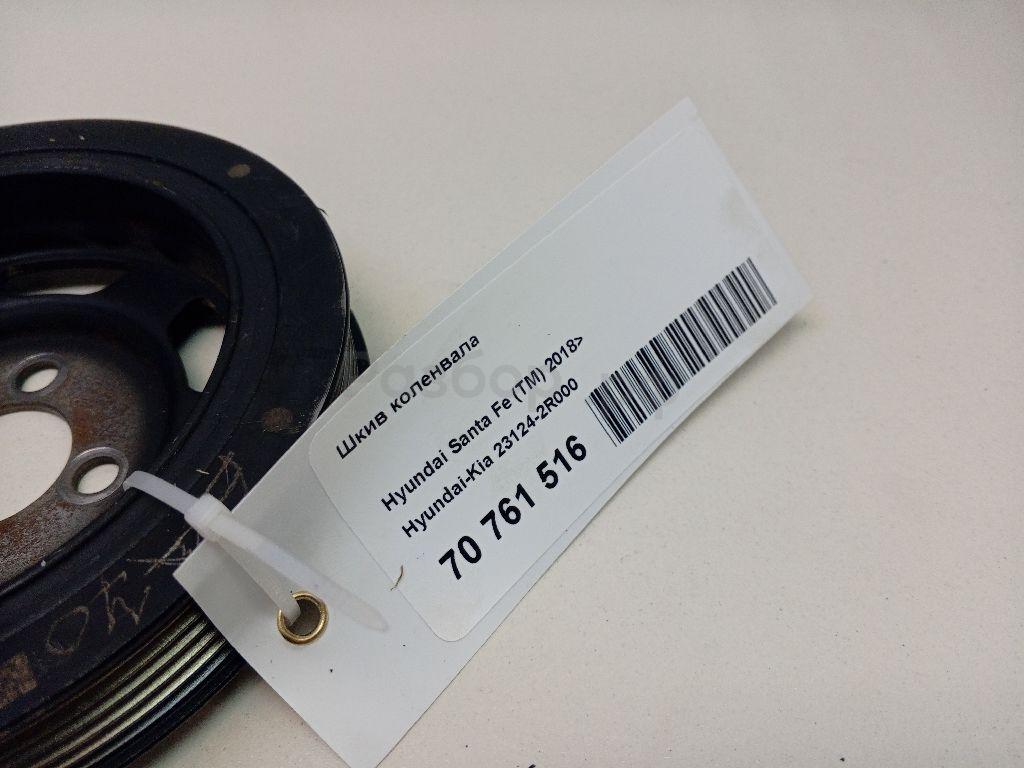 Шкив коленвала
Hyundai Santa Fe (TM) 2018>
Hyundai-Kia 23124-2R000
70 761 516